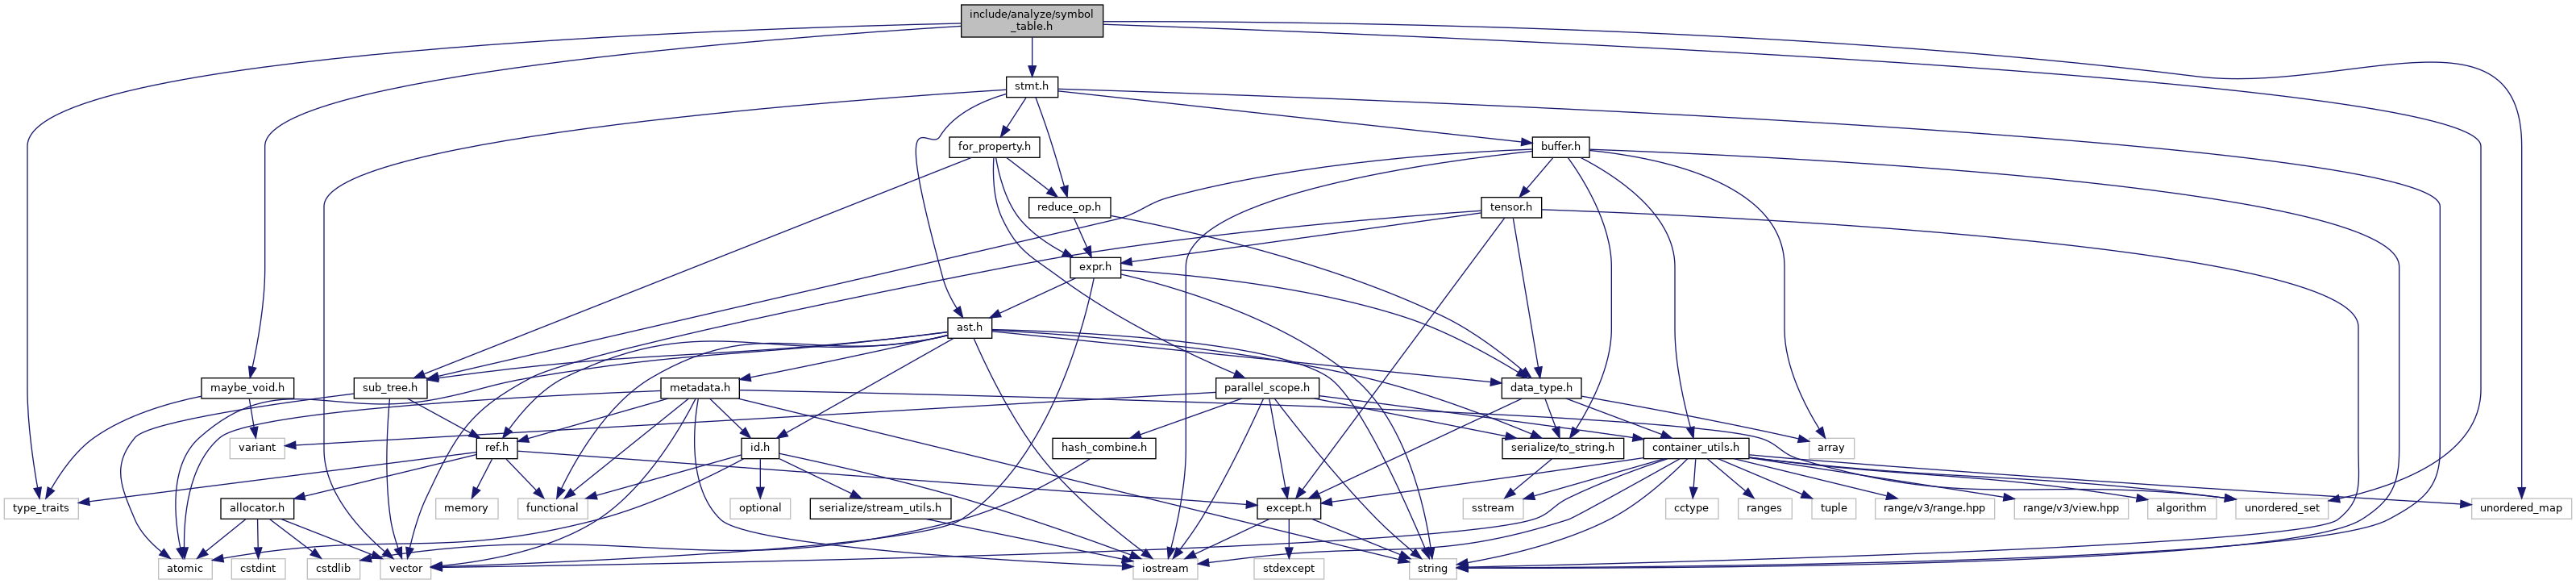 include/analyze/symbol
_table.h
stmt.h
for_property.h
buffer.h
reduce_op.h
tensor.h
expr.h
ast.h
maybe_void.h
sub_tree.h
metadata.h
parallel_scope.h
data_type.h
variant
ref.h
id.h
hash_combine.h
serialize/to_string.h
container_utils.h
array
type_traits
allocator.h
memory
functional
optional
serialize/stream_utils.h
except.h
sstream
cctype
ranges
tuple
range/v3/range.hpp
range/v3/view.hpp
algorithm
unordered_set
unordered_map
atomic
cstdint
cstdlib
vector
iostream
stdexcept
string